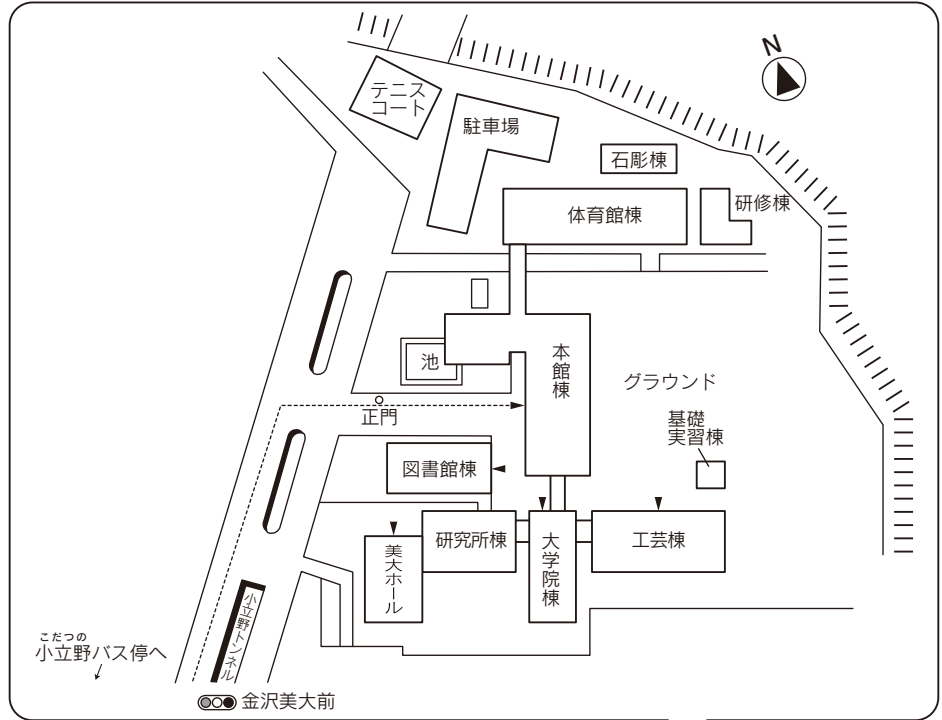 N
テニス
コート
駐車場
石彫棟
体育館棟
研修棟
本館棟
池
グラウンド
正門
基礎
実習棟
図書館棟
研究所棟
大学院棟
工芸棟
美大ホール
小立野トンネル
こだつの
小立野バス停へ
金沢美大前